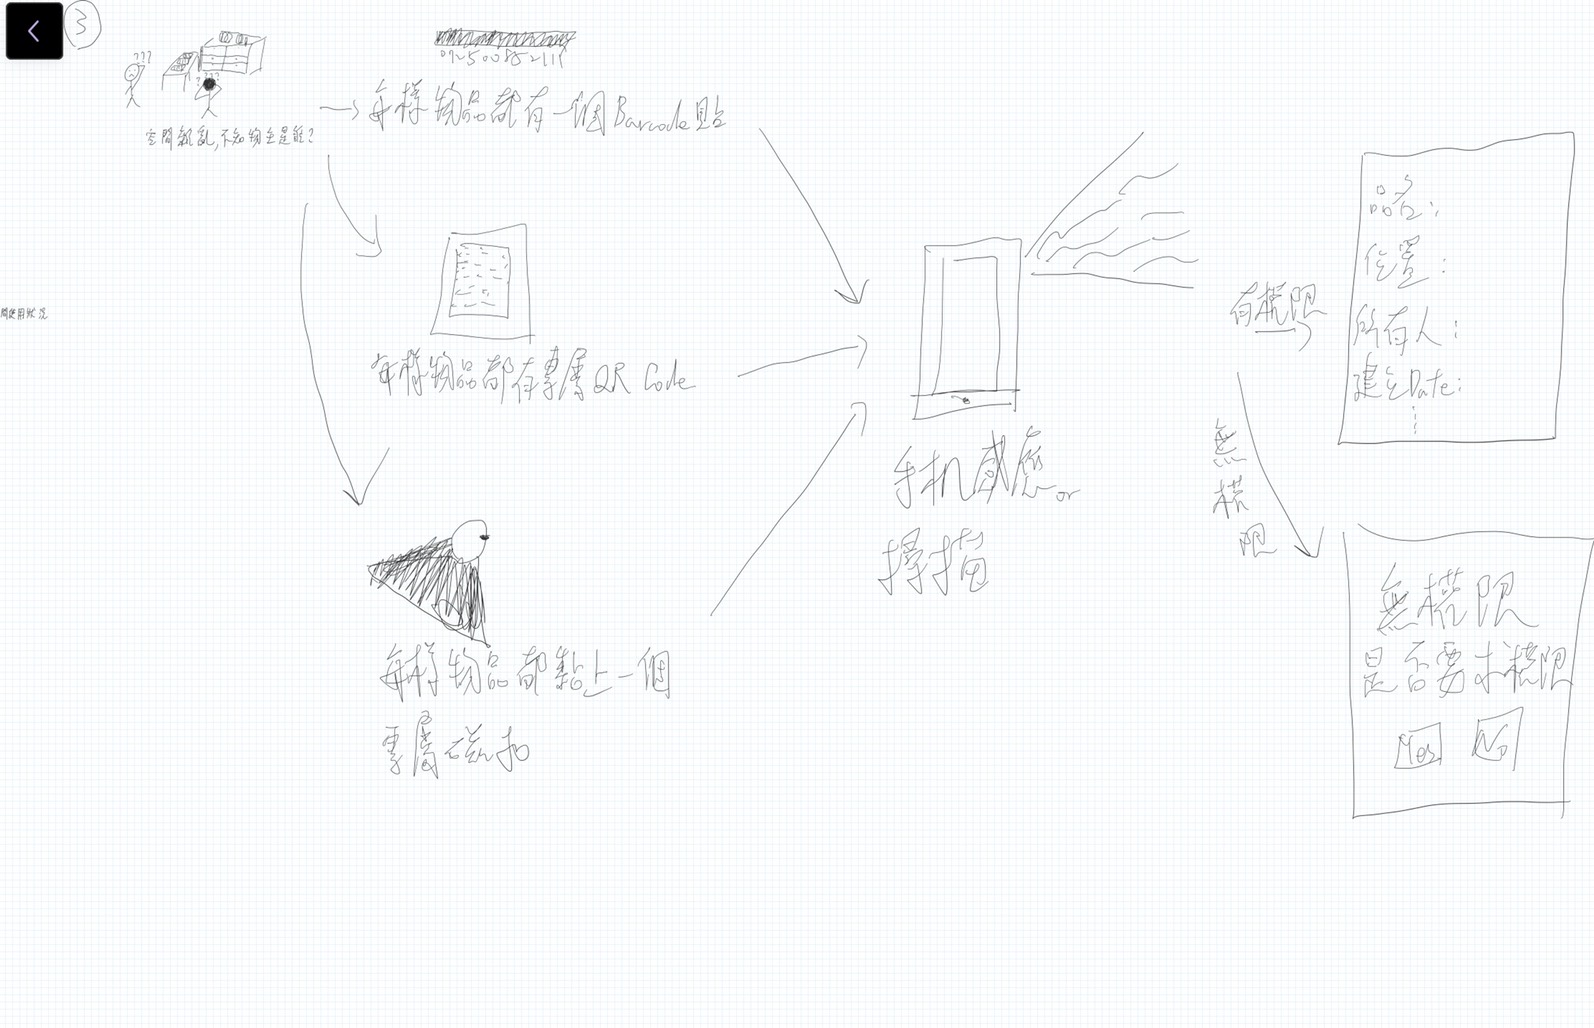 3
???
???
空間雜亂,不知物主是誰?
每樣物品都有一個Barcode貼
間使用狀況
每樣物品都有專屬QR Code
每樣物品都黏上一個
專屬磁扣
手机感應or
掃描
有權限
無
權
限
品名:
位置:
所有人:
建立Date:
無權限
是否要求權限
Yes
No